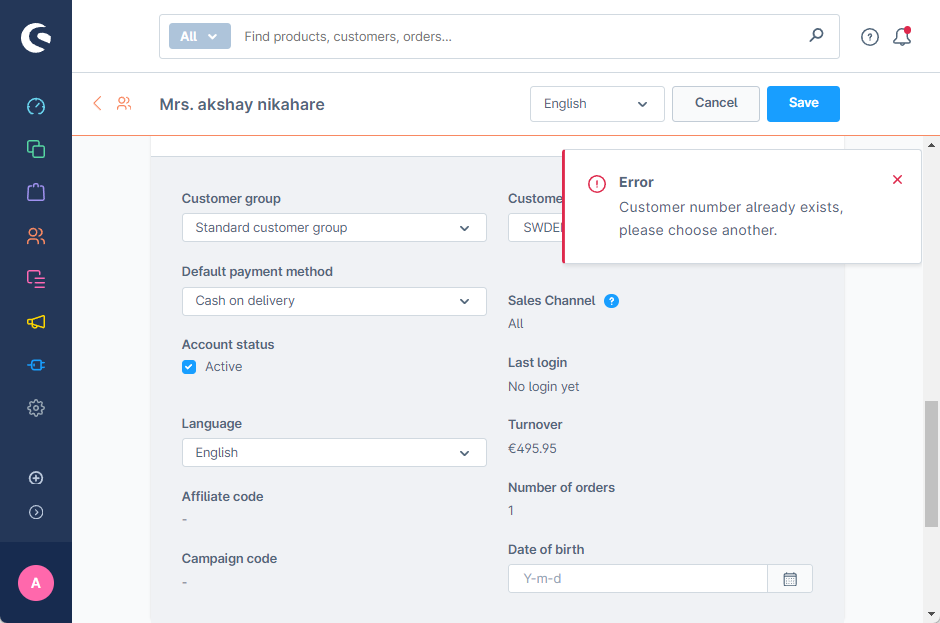 All
Find products, customers, orders...
Mrs. akshay nikahare
English
Cancel
Save
Error
Customer number already exists,
please choose another.
Customer group
Standard customer group
Default payment method
Cash on delivery
Account status
Active
Language
English
Affiliate code
-
Campaign code
-
Sales Channel ?
All
Last login
No login yet
Turnover
€495.95
Number of orders
1
Date of birth
Y-m-d
A